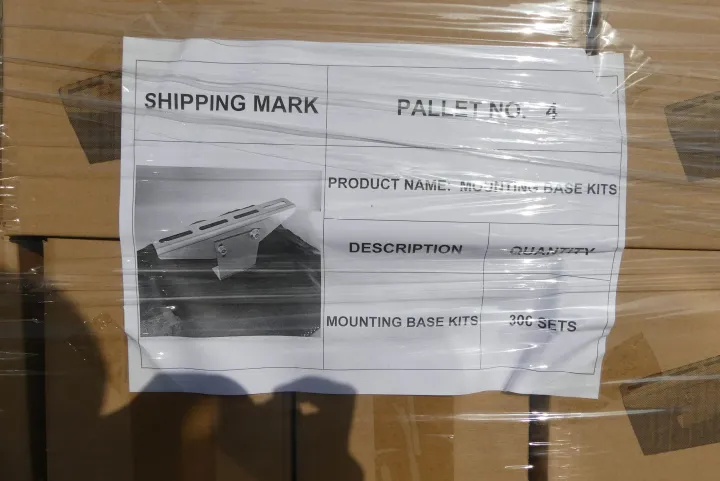 SHIPPING MARK
PALLET NO. 4
PRODUCT NAME: MOUNTING BASE KITS
DESCRIPTION
QUANTITY
MOUNTING BASE KITS
300 SETS